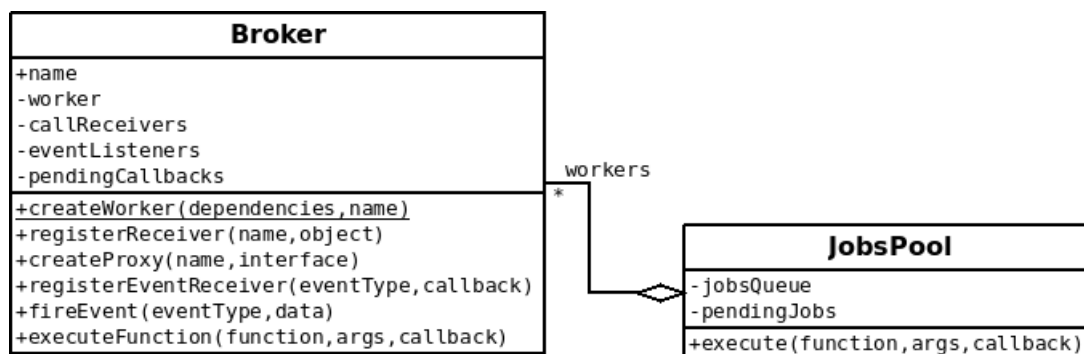 Broker
+name
-worker
-callReceivers
-eventListeners
-pendingCallbacks
+createWorker(dependencies,name)
+registerReceiver(name,object)
+createProxy(name,interface)
+registerEventReceiver(eventType,callback)
+fireEvent(eventType,data)
+executeFunction(function,args,callback)
workers
*
JobsPool
-jobsQueue
-pendingJobs
+execute(function,args,callback)